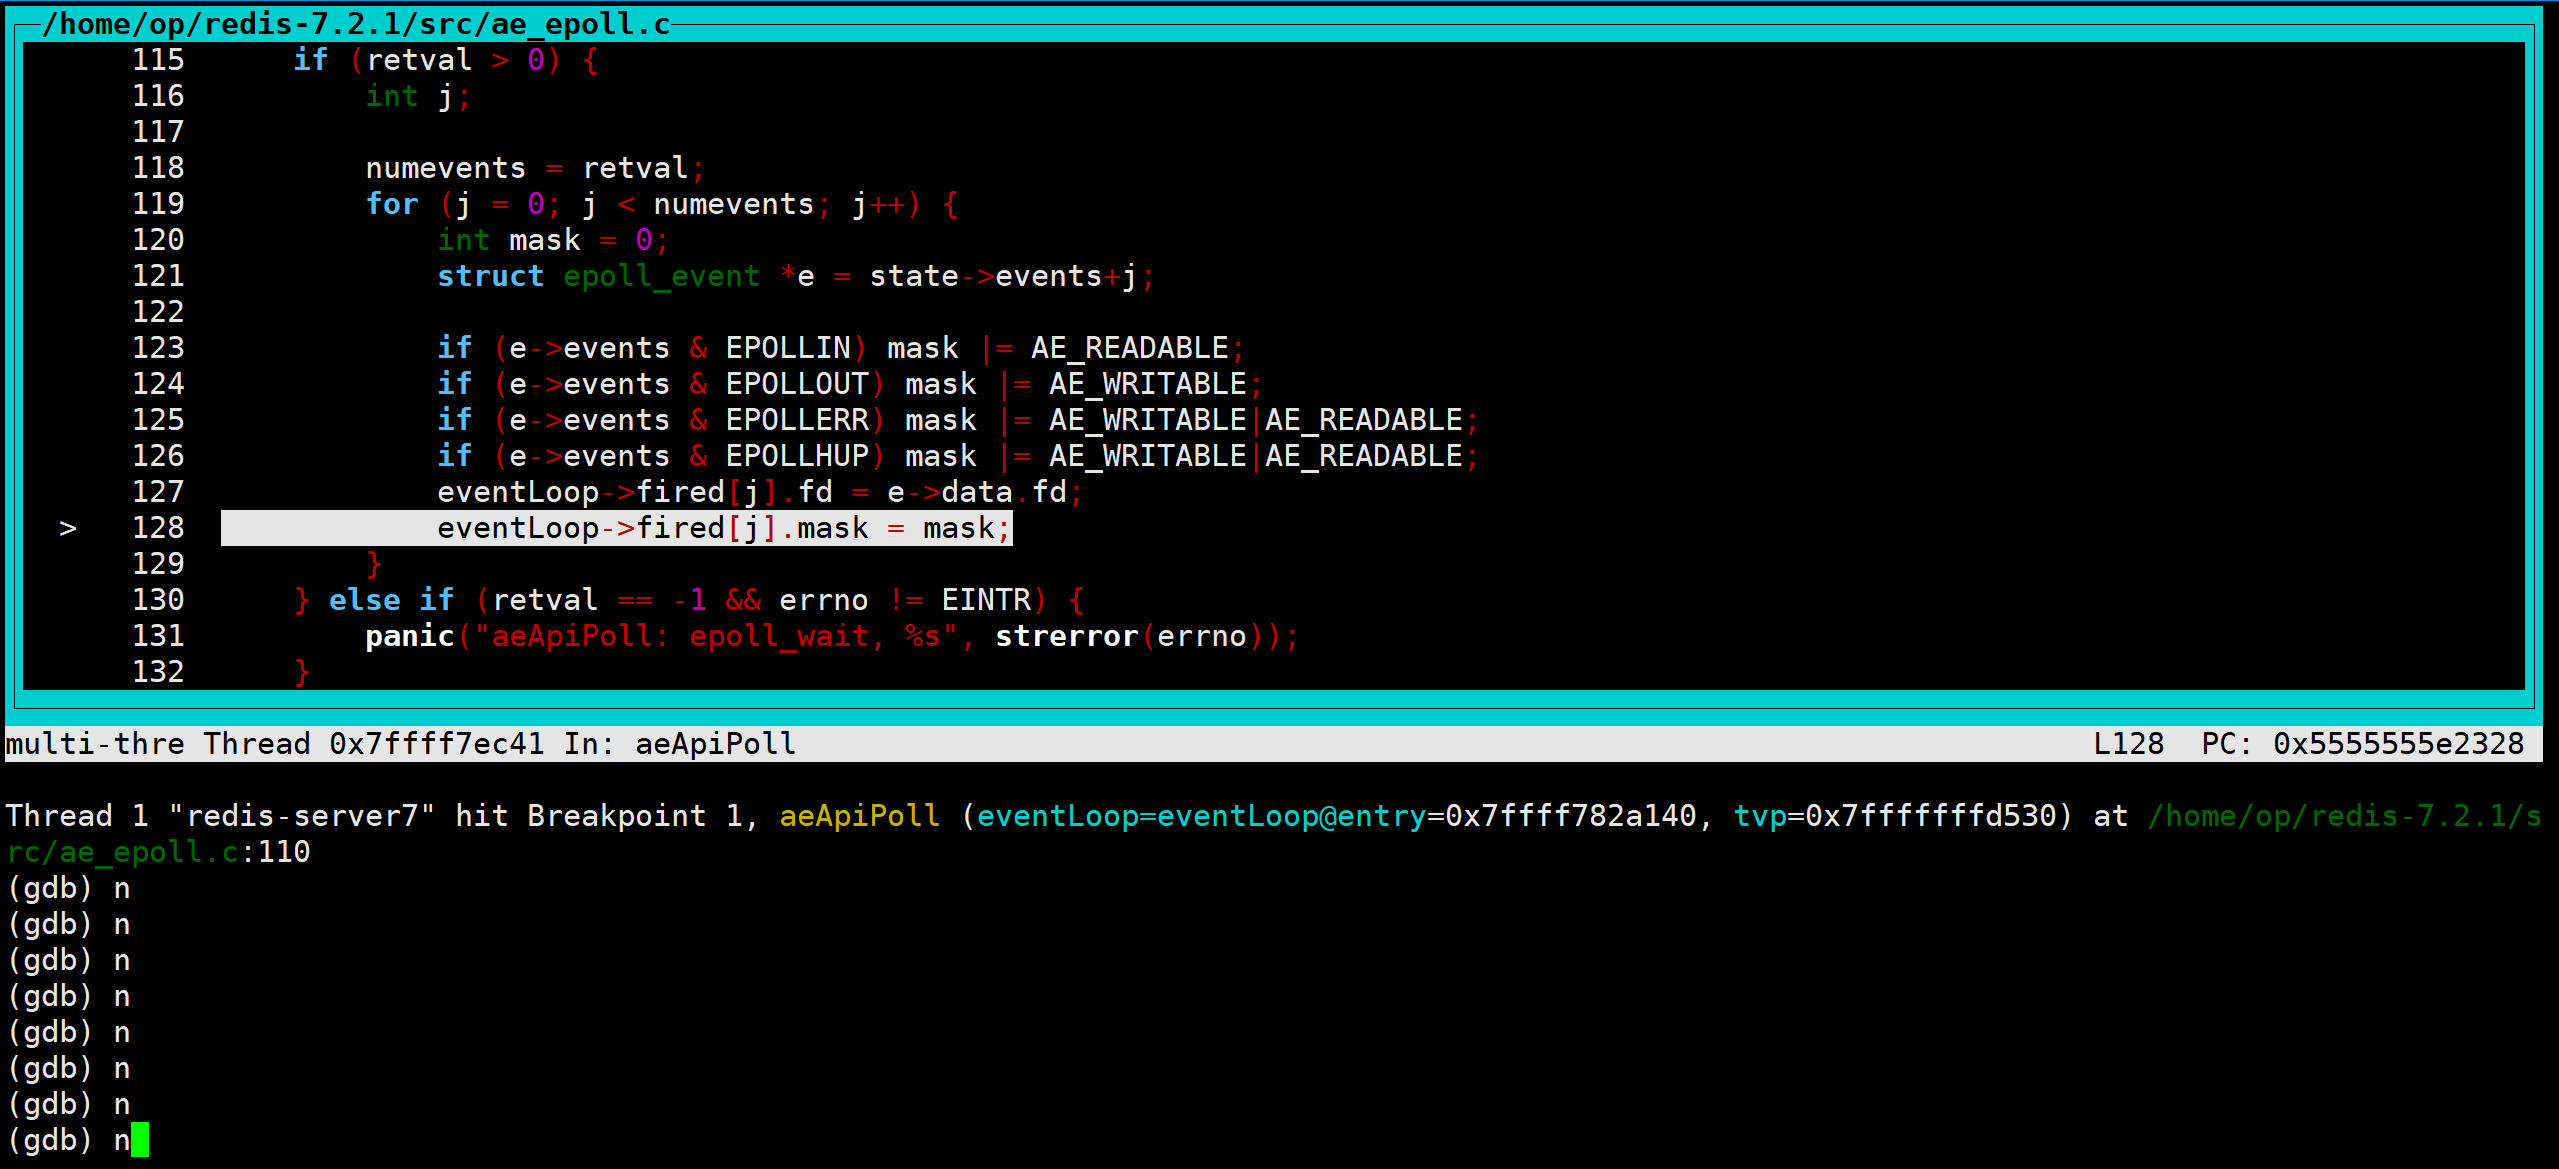 /home/op/redis-7.2.1/src/ae_epoll.c
115      if (retval > 0) {
116          int j;
117
118          numevents = retval;
119          for (j = 0; j < numevents; j++) {
120              int mask = 0;
121              struct epoll_event *e = state->events+j;
122
123              if (e->events & EPOLLIN) mask |= AE_READABLE;
124              if (e->events & EPOLLOUT) mask |= AE_WRITABLE;
125              if (e->events & EPOLLERR) mask |= AE_WRITABLE|AE_READABLE;
126              if (e->events & EPOLLHUP) mask |= AE_WRITABLE|AE_READABLE;
127              eventLoop->fired[j].fd = e->data.fd;
>   128              eventLoop->fired[j].mask = mask;
129          }
130      } else if (retval == -1 && errno != EINTR) {
131          panic("aeApiPoll: epoll_wait, %s", strerror(errno));
132      }
multi-thre Thread 0x7ffff7ec41 In: aeApiPoll L128  PC: 0x5555555e2328
Thread 1 "redis-server7" hit Breakpoint 1, aeApiPoll (eventLoop=eventLoop@entry=0x7ffff782a140, tvp=0x7fffffffd530) at /home/op/redis-7.2.1/s
rc/ae_epoll.c:110
(gdb) n
(gdb) n
(gdb) n
(gdb) n
(gdb) n
(gdb) n
(gdb) n
(gdb) n